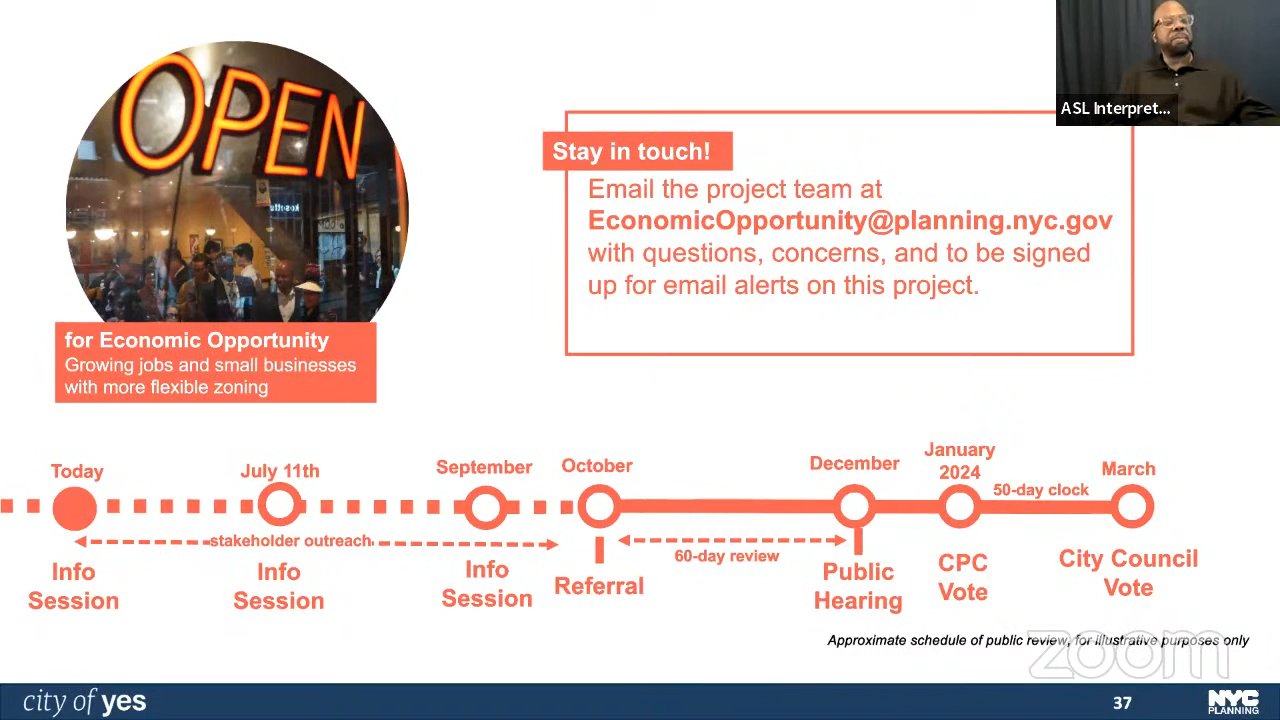 OPEN
ASL Interpret...
Stay in touch!
Email the project team at
EconomicOpportunity@planning.nyc.gov
with questions, concerns, and to be signed
up for email alerts on this project.
for Economic Opportunity
Growing jobs and small businesses
with more flexible zoning
Today
July 11th
September
October
December
January
2024
March
50-day clock
stakeholder outreach
60-day review
Info
Session
Info
Session
Info
Session
Referral
Public
Hearing
CPC
Vote
City Council
Vote
Approximate schedule of public review, for illustrative purposes only
zoom
city of yes
37
NYC
PLANNING